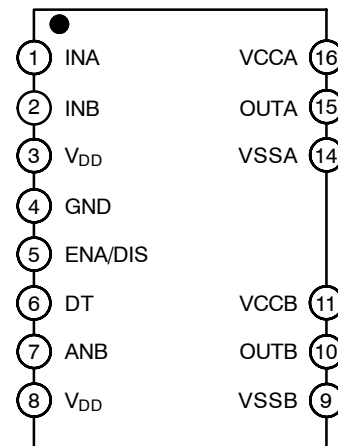 1 INA VCCA 16
2 INB OUTA 15
3 VDD VSSA 14
4 GND
5 ENA/DIS
6 DT VCCB 11
7 ANB OUTB 10
8 VDD VSSB 9